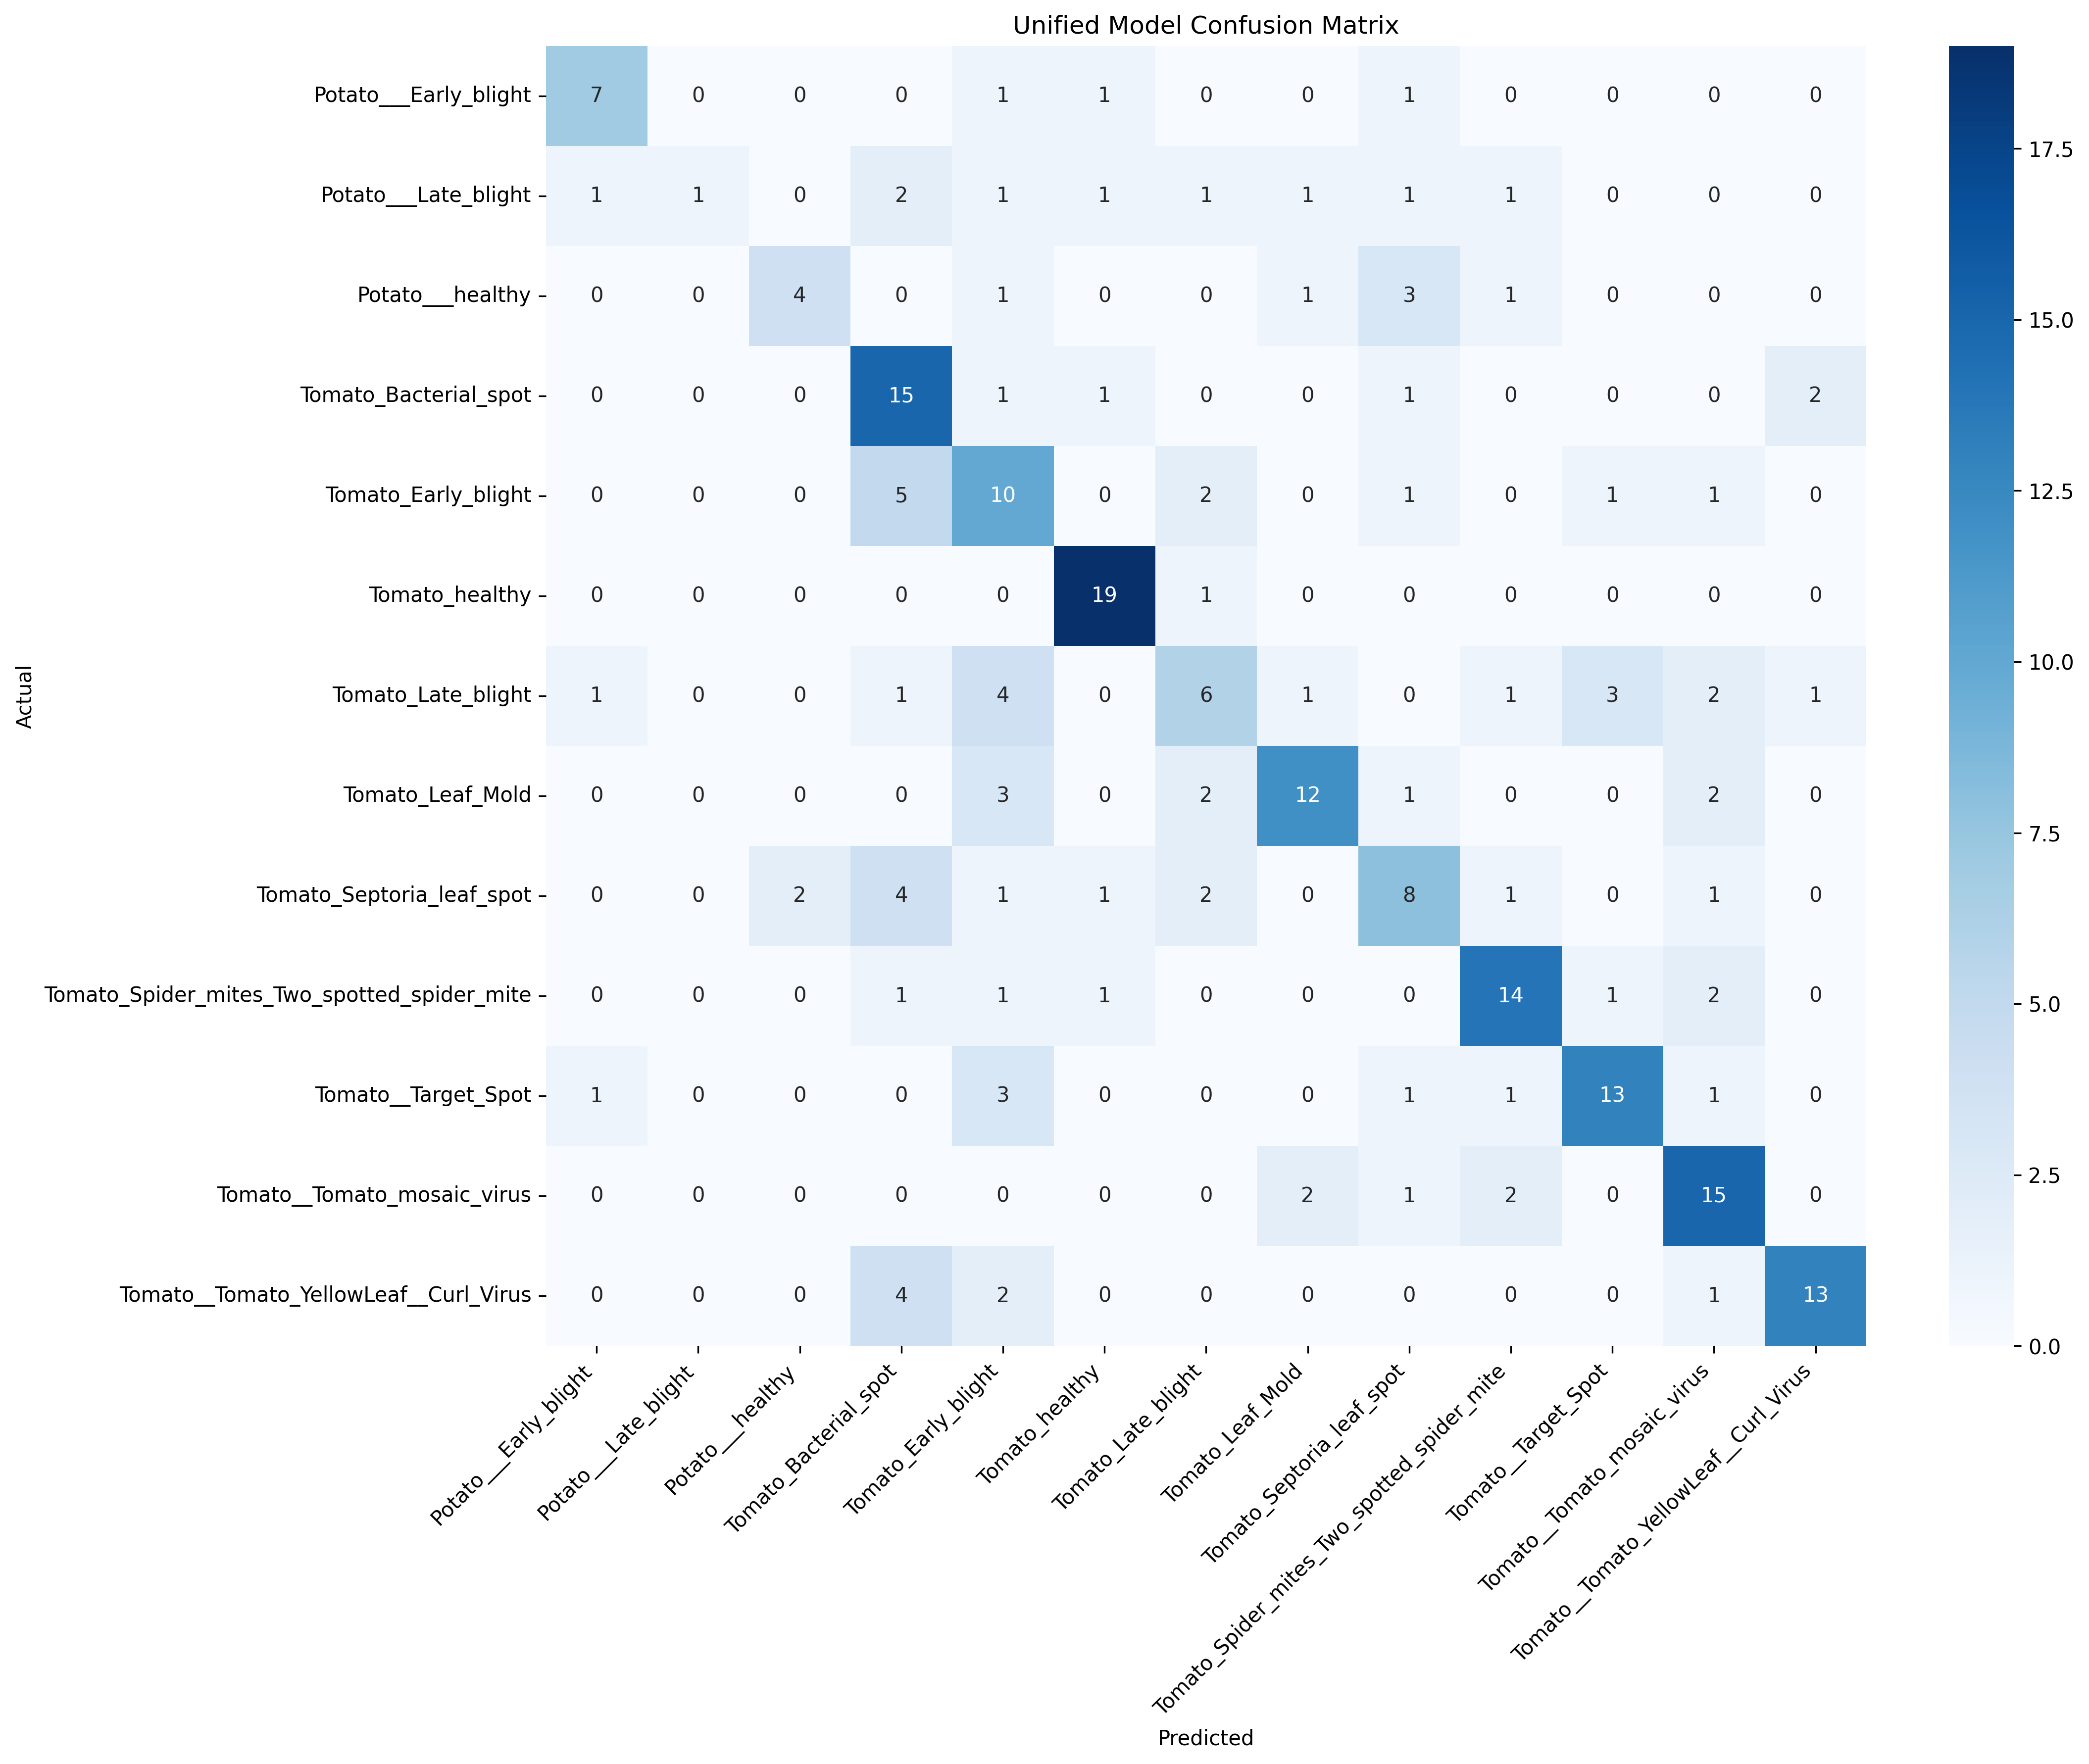 Unified Model Confusion Matrix
Actual
Potato___Early_blight 7 0 0 0 1 1 0 0 1 0 0 0 0
Potato___Late_blight 1 1 0 2 1 1 1 1 1 1 0 0 0
Potato___healthy 0 0 4 0 1 0 0 1 3 1 0 0 0
Tomato_Bacterial_spot 0 0 0 15 1 1 0 0 1 0 0 0 2
Tomato_Early_blight 0 0 0 5 10 0 2 0 1 0 1 1 0
Tomato_healthy 0 0 0 0 0 19 1 0 0 0 0 0 0
Tomato_Late_blight 1 0 0 1 4 0 6 1 0 1 3 2 1
Tomato_Leaf_Mold 0 0 0 0 3 0 2 12 1 0 0 2 0
Tomato_Septoria_leaf_spot 0 0 2 4 1 1 2 0 8 1 0 1 0
Tomato_Spider_mites_Two_spotted_spider_mite 0 0 0 1 1 1 0 0 0 14 1 2 0
Tomato__Target_Spot 1 0 0 0 3 0 0 0 1 1 13 1 0
Tomato__Tomato_mosaic_virus 0 0 0 0 0 0 0 2 1 2 0 15 0
Tomato__Tomato_YellowLeaf__Curl_Virus 0 0 0 4 2 0 0 0 0 0 0 1 13
Potato___Early_blight
Potato___Late_blight
Potato___healthy
Tomato_Bacterial_spot
Tomato_Early_blight
Tomato_healthy
Tomato_Late_blight
Tomato_Leaf_Mold
Tomato_Septoria_leaf_spot
Tomato_Spider_mites_Two_spotted_spider_mite
Tomato__Target_Spot
Tomato__Tomato_mosaic_virus
Tomato__Tomato_YellowLeaf__Curl_Virus
Predicted
17.5
15.0
12.5
10.0
7.5
5.0
2.5
0.0